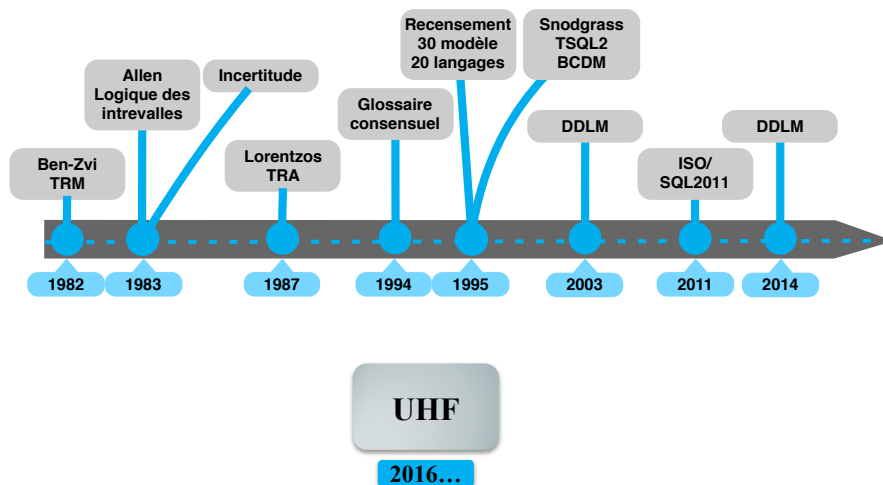 Ben-Zvi
TRM
Allen
Logique des
intrevalles
Incertitude
Lorentzos
TRA
Glossaire
consensuel
Recensement
30 modèle
20 langages
Snodgrass
TSQL2
BCDM
DDLM
ISO/
SQL2011
DDLM
1982
1983
1987
1994
1995
2003
2011
2014
UHF
2016...